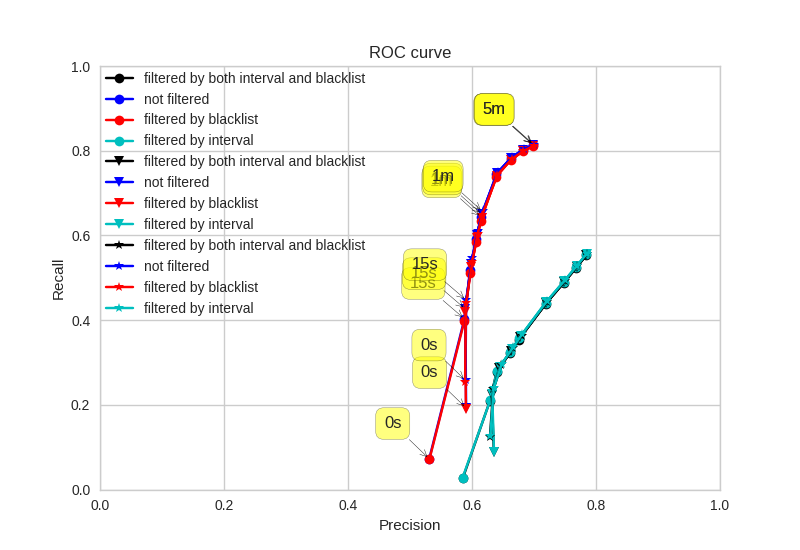 ROC curve
1.0
0.8
0.6
0.4
0.2
0.0
Recall
filtered by both interval and blacklist
not filtered
filtered by blacklist
filtered by interval
filtered by both interval and blacklist
not filtered
filtered by blacklist
filtered by interval
filtered by both interval and blacklist
not filtered
filtered by blacklist
filtered by interval
5m
1m
15s
15s
15s
0s
0s
0s
0.0 0.2 0.4 0.6 0.8 1.0
Precision